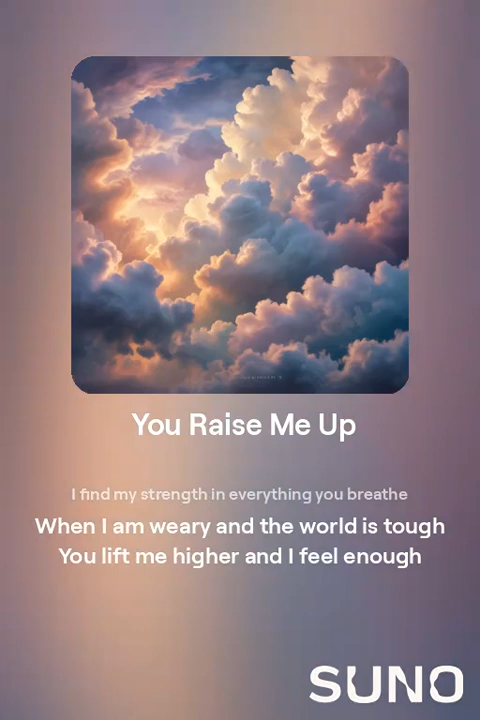 You Raise Me Up
I find my strength in everything you breathe
When I am weary and the world is tough
You lift me higher and I feel enough
SUNO